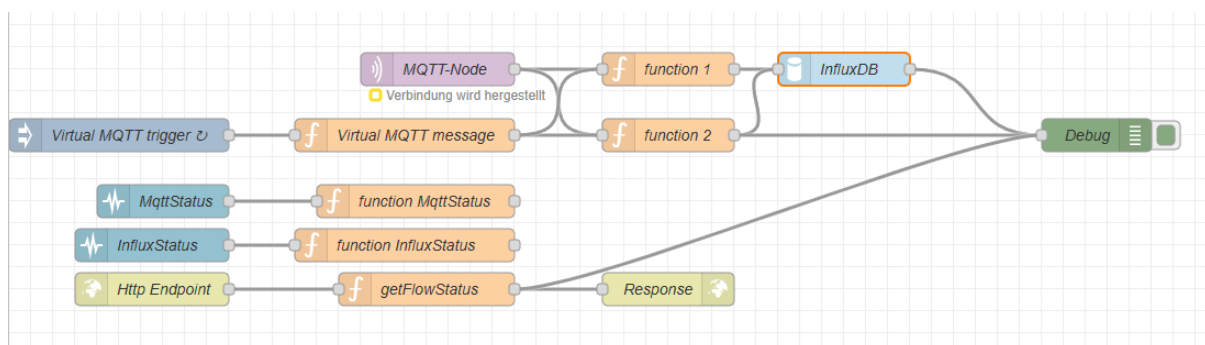 MQTT-Node
function 1
InfluxDB
Verbindung wird hergestellt
Virtual MQTT trigger ↻
Virtual MQTT message
function 2
Debug
MqttStatus
function MqttStatus
InfluxStatus
function InfluxStatus
Http Endpoint
getFlowStatus
Response